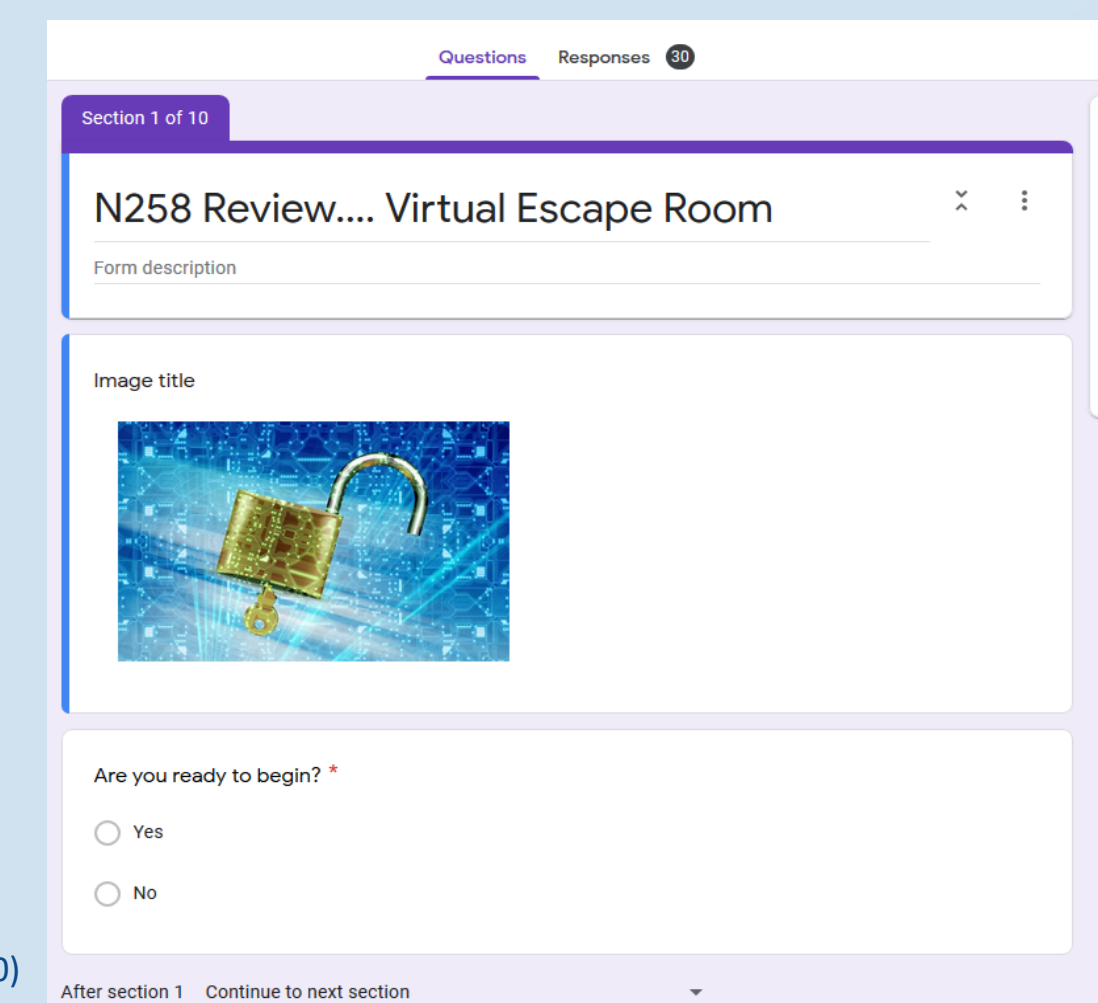 Questions Responses 30
Section 1 of 10
N258 Review.... Virtual Escape Room
Form description
Image title
Are you ready to begin? *
Yes
No
0)
After section 1 Continue to next section